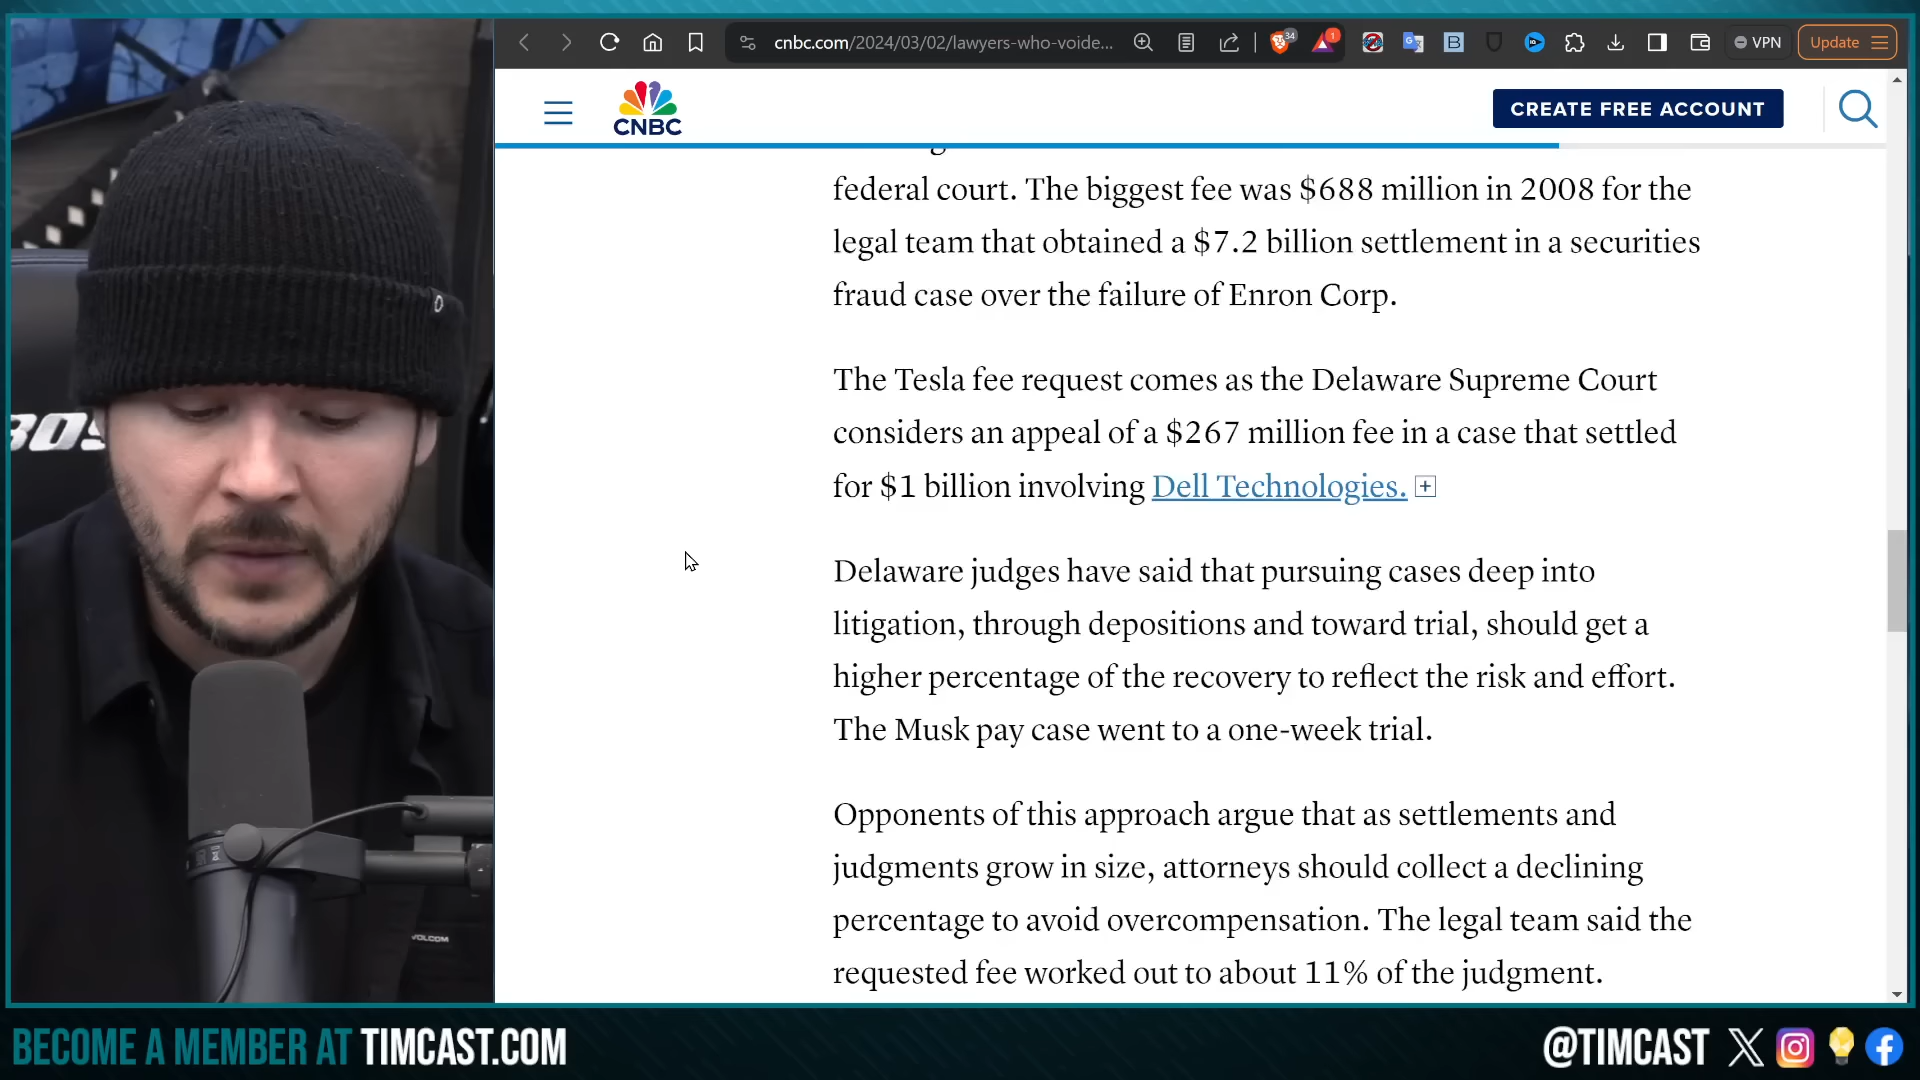 cnbc.com/2024/03/02/lawyers-who-voide...
34
1
VPN
Update
CNBC
CREATE FREE ACCOUNT
federal court. The biggest fee was $688 million in 2008 for the
legal team that obtained a $7.2 billion settlement in a securities
fraud case over the failure of Enron Corp.
The Tesla fee request comes as the Delaware Supreme Court
considers an appeal of a $267 million fee in a case that settled
for $1 billion involving Dell Technologies.
Delaware judges have said that pursuing cases deep into
litigation, through depositions and toward trial, should get a
higher percentage of the recovery to reflect the risk and effort.
The Musk pay case went to a one-week trial.
Opponents of this approach argue that as settlements and
judgments grow in size, attorneys should collect a declining
percentage to avoid overcompensation. The legal team said the
requested fee worked out to about 11% of the judgment.
VOLCOM
BECOME A MEMBER AT TIMCAST.COM
@TIMCAST